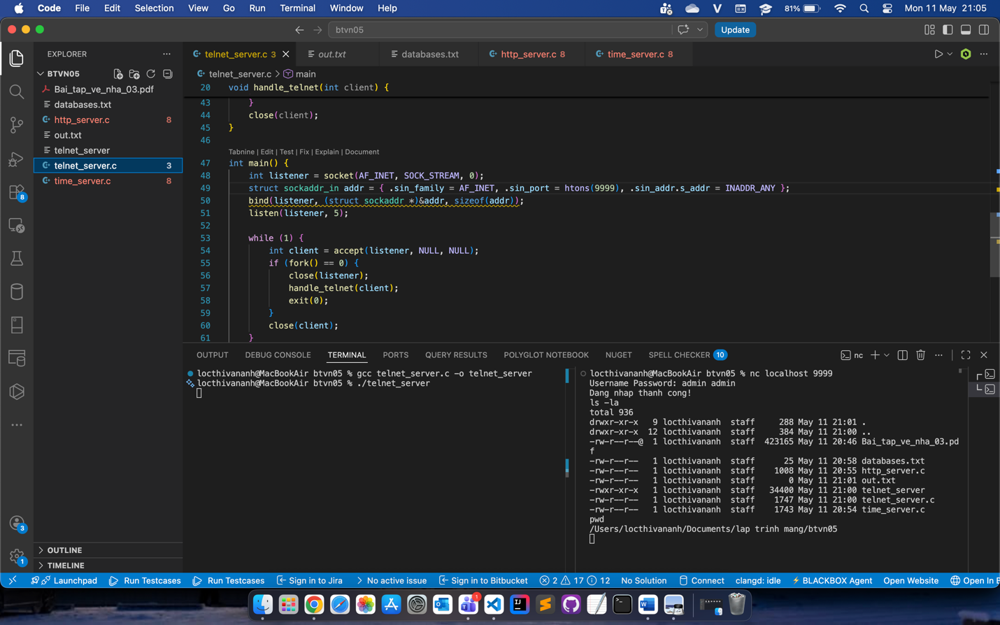 Code File Edit Selection View Go Run Terminal Window Help 81% Mon 11 May 21:05
btvn05 Update
EXPLORER
BTVN05
Bai_tap_ve_nha_03.pdf
databases.txt
http_server.c 8
out.txt
telnet_server
telnet_server.c 3
time_server.c 8
OUTLINE
TIMELINE
8
3
1
telnet_server.c 3 out.txt databases.txt http_server.c 8 time_server.c 8
telnet_server.c > main
20 void handle_telnet(int client) {
43 }
44 close(client);
45 }
46
Tabnine | Edit | Test | Fix | Explain | Document
47 int main() {
48 int listener = socket(AF_INET, SOCK_STREAM, 0);
49 struct sockaddr_in addr = { .sin_family = AF_INET, .sin_port = htons(9999), .sin_addr.s_addr = INADDR_ANY };
50 bind(listener, (struct sockaddr *)&addr, sizeof(addr));
51 listen(listener, 5);
52
53 while (1) {
54 int client = accept(listener, NULL, NULL);
55 if (fork() == 0) {
56 close(listener);
57 handle_telnet(client);
58 exit(0);
59 }
60 close(client);
61 }
OUTPUT DEBUG CONSOLE TERMINAL PORTS QUERY RESULTS POLYGLOT NOTEBOOK NUGET SPELL CHECKER 10 nc
locthivananh@MacBookAir btvn05 % gcc telnet_server.c -o telnet_server
locthivananh@MacBookAir btvn05 % ./telnet_server
locthivananh@MacBookAir btvn05 % nc localhost 9999
Username Password: admin admin
Dang nhap thanh cong!
ls -la
total 936
drwxr-xr-x 9 locthivananh staff 288 May 11 21:01 .
drwxr-xr-x 12 locthivananh staff 384 May 11 21:00 ..
-rw-r--r--@ 1 locthivananh staff 423165 May 11 20:46 Bai_tap_ve_nha_03.pd
f
-rw-r--r-- 1 locthivananh staff 25 May 11 20:58 databases.txt
-rw-r--r-- 1 locthivananh staff 1008 May 11 20:55 http_server.c
-rw-r--r-- 1 locthivananh staff 0 May 11 21:01 out.txt
-rwxr-xr-x 1 locthivananh staff 34400 May 11 21:00 telnet_server
-rw-r--r-- 1 locthivananh staff 1747 May 11 21:00 telnet_server.c
-rw-r--r-- 1 locthivananh staff 1743 May 11 20:54 time_server.c
pwd
/Users/locthivananh/Documents/lap trinh mang/btvn05
Launchpad Run Testcases Run Testcases Sign in to Jira No active issue Sign in to Bitbucket 2 17 12 No Solution Connect clangd: idle BLACKBOX Agent Open Website Open In B
1